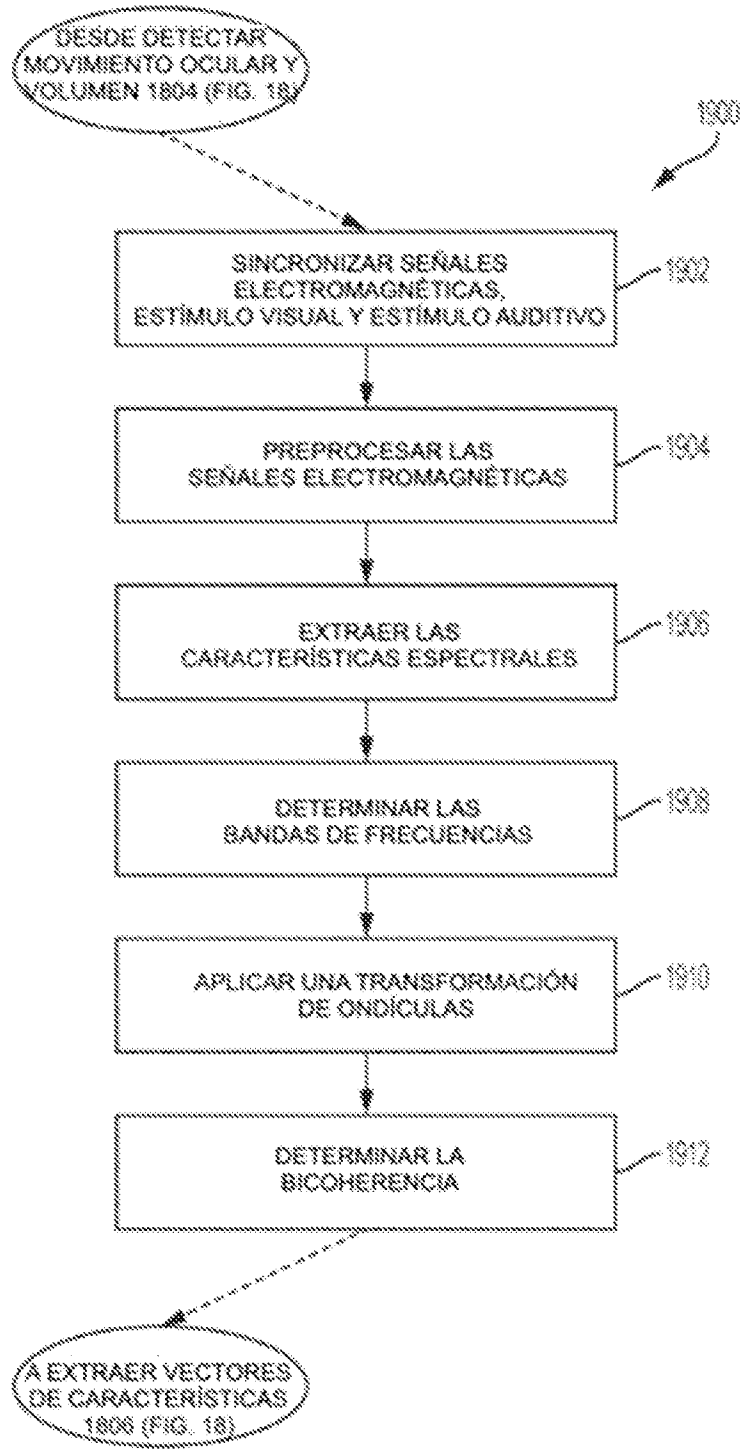 DESDE DETECTAR
MOVIMIENTO OCULAR Y
VOLUMEN 1804 (FIG. 18)
1900
SINCRONIZAR SEÑALES
ELECTROMAGNÉTICAS,
ESTÍMULO VISUAL Y ESTÍMULO AUDITIVO
1902
PREPROCESAR LAS
SEÑALES ELECTROMAGNÉTICAS
1904
EXTRAER LAS
CARACTERÍSTICAS ESPECTRALES
1906
DETERMINAR LAS
BANDAS DE FRECUENCIAS
1908
APLICAR UNA TRANSFORMACIÓN
DE ONDÍCULAS
1910
DETERMINAR LA
BICOHERENCIA
1912
A EXTRAER VECTORES
DE CARACTERÍSTICAS
1806 (FIG. 18)